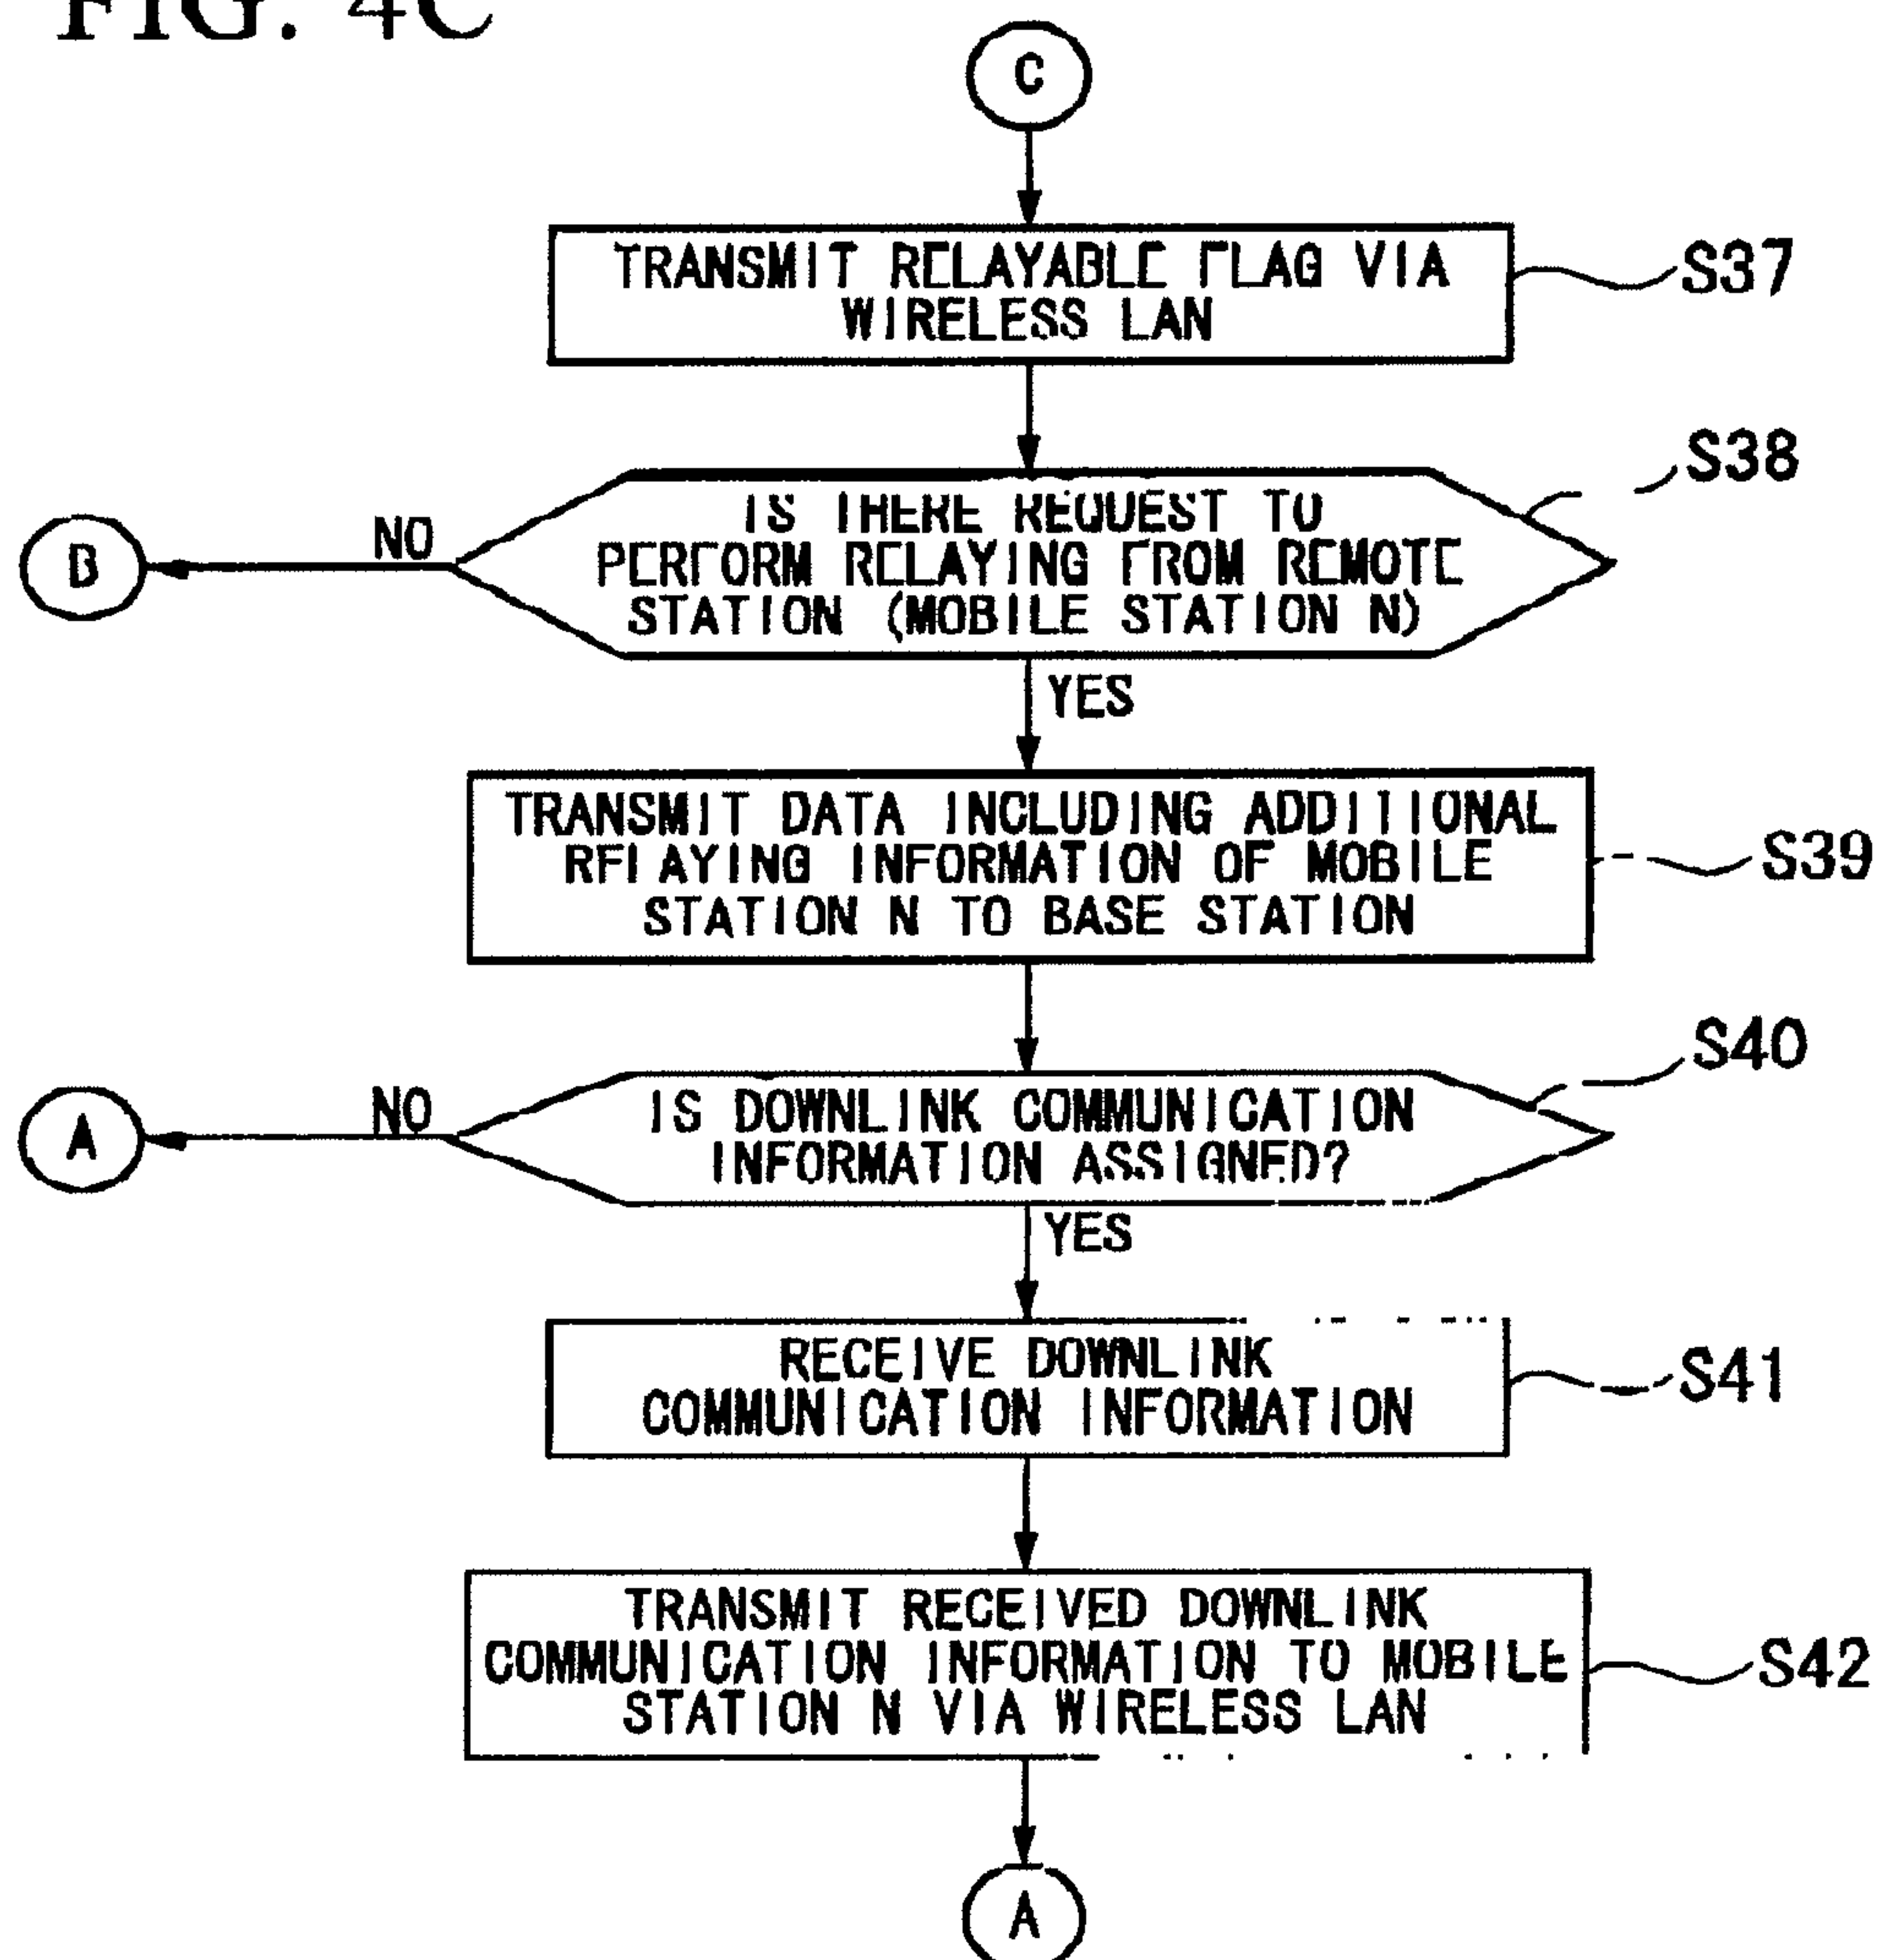 FIG. 4C
C
TRANSMIT RELAYABLE FLAG VIA
WIRELESS LAN
S37
S38
IS THERE REQUEST TO
PERFORM RELAYING FROM REMOTE
STATION (MOBILE STATION N)
NO
B
YES
TRANSMIT DATA INCLUDING ADDITIONAL
RELAYING INFORMATION OF MOBILE
STATION N TO BASE STATION
S39
S40
IS DOWNLINK COMMUNICATION
INFORMATION ASSIGNED?
NO
A
YES
RECEIVE DOWNLINK
COMMUNICATION INFORMATION
S41
TRANSMIT RECEIVED DOWNLINK
COMMUNICATION INFORMATION TO MOBILE
STATION N VIA WIRELESS LAN
S42
A